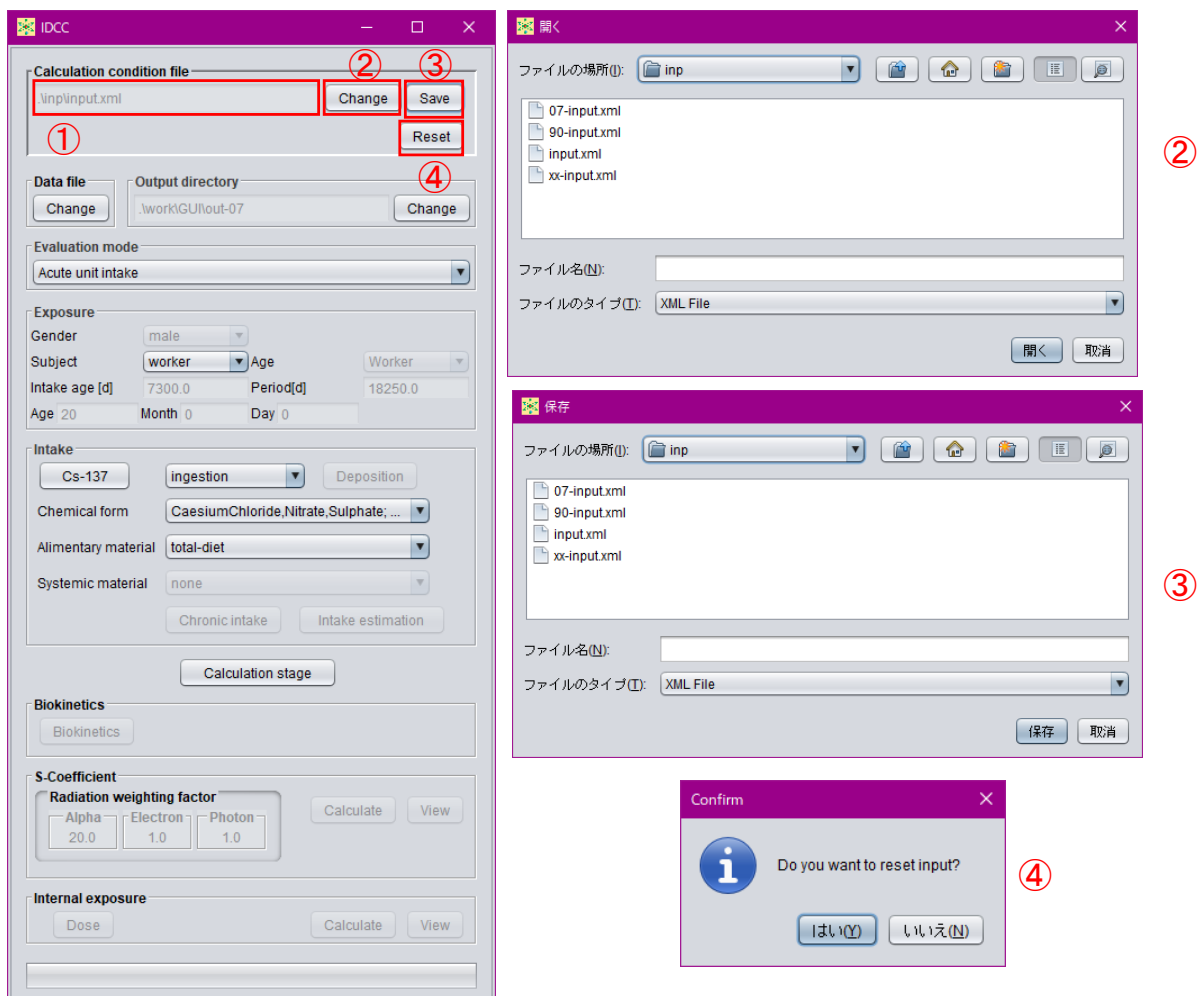 IDCC
Calculation condition file
②
③
.\inp\input.xml
Change
Save
①
Reset
④
Data file
Output directory
Change
.\work\GUI\out-07
Change
Evaluation mode
Acute unit intake
Exposure
Gender
male
Subject
worker
Age
Worker
Intake age [d]
7300.0
Period[d]
18250.0
Age 20
Month 0
Day 0
Intake
Cs-137
ingestion
Deposition
Chemical form
CaesiumChloride,Nitrate,Sulphate; ...
Alimentary material
total-diet
Systemic material
none
Chronic intake
Intake estimation
Calculation stage
Biokinetics
Biokinetics
S-Coefficient
Radiation weighting factor
Alpha
Electron
Photon
20.0
1.0
1.0
Calculate
View
Internal exposure
Dose
Calculate
View
開く
ファイルの場所(I):
inp
07-input.xml
90-input.xml
input.xml
xx-input.xml
ファイル名(N):
ファイルのタイプ(T):
XML File
開く
取消
②
保存
ファイルの場所(I):
inp
07-input.xml
90-input.xml
input.xml
xx-input.xml
ファイル名(N):
ファイルのタイプ(T):
XML File
保存
取消
③
Confirm
Do you want to reset input?
はい(Y)
いいえ(N)
④